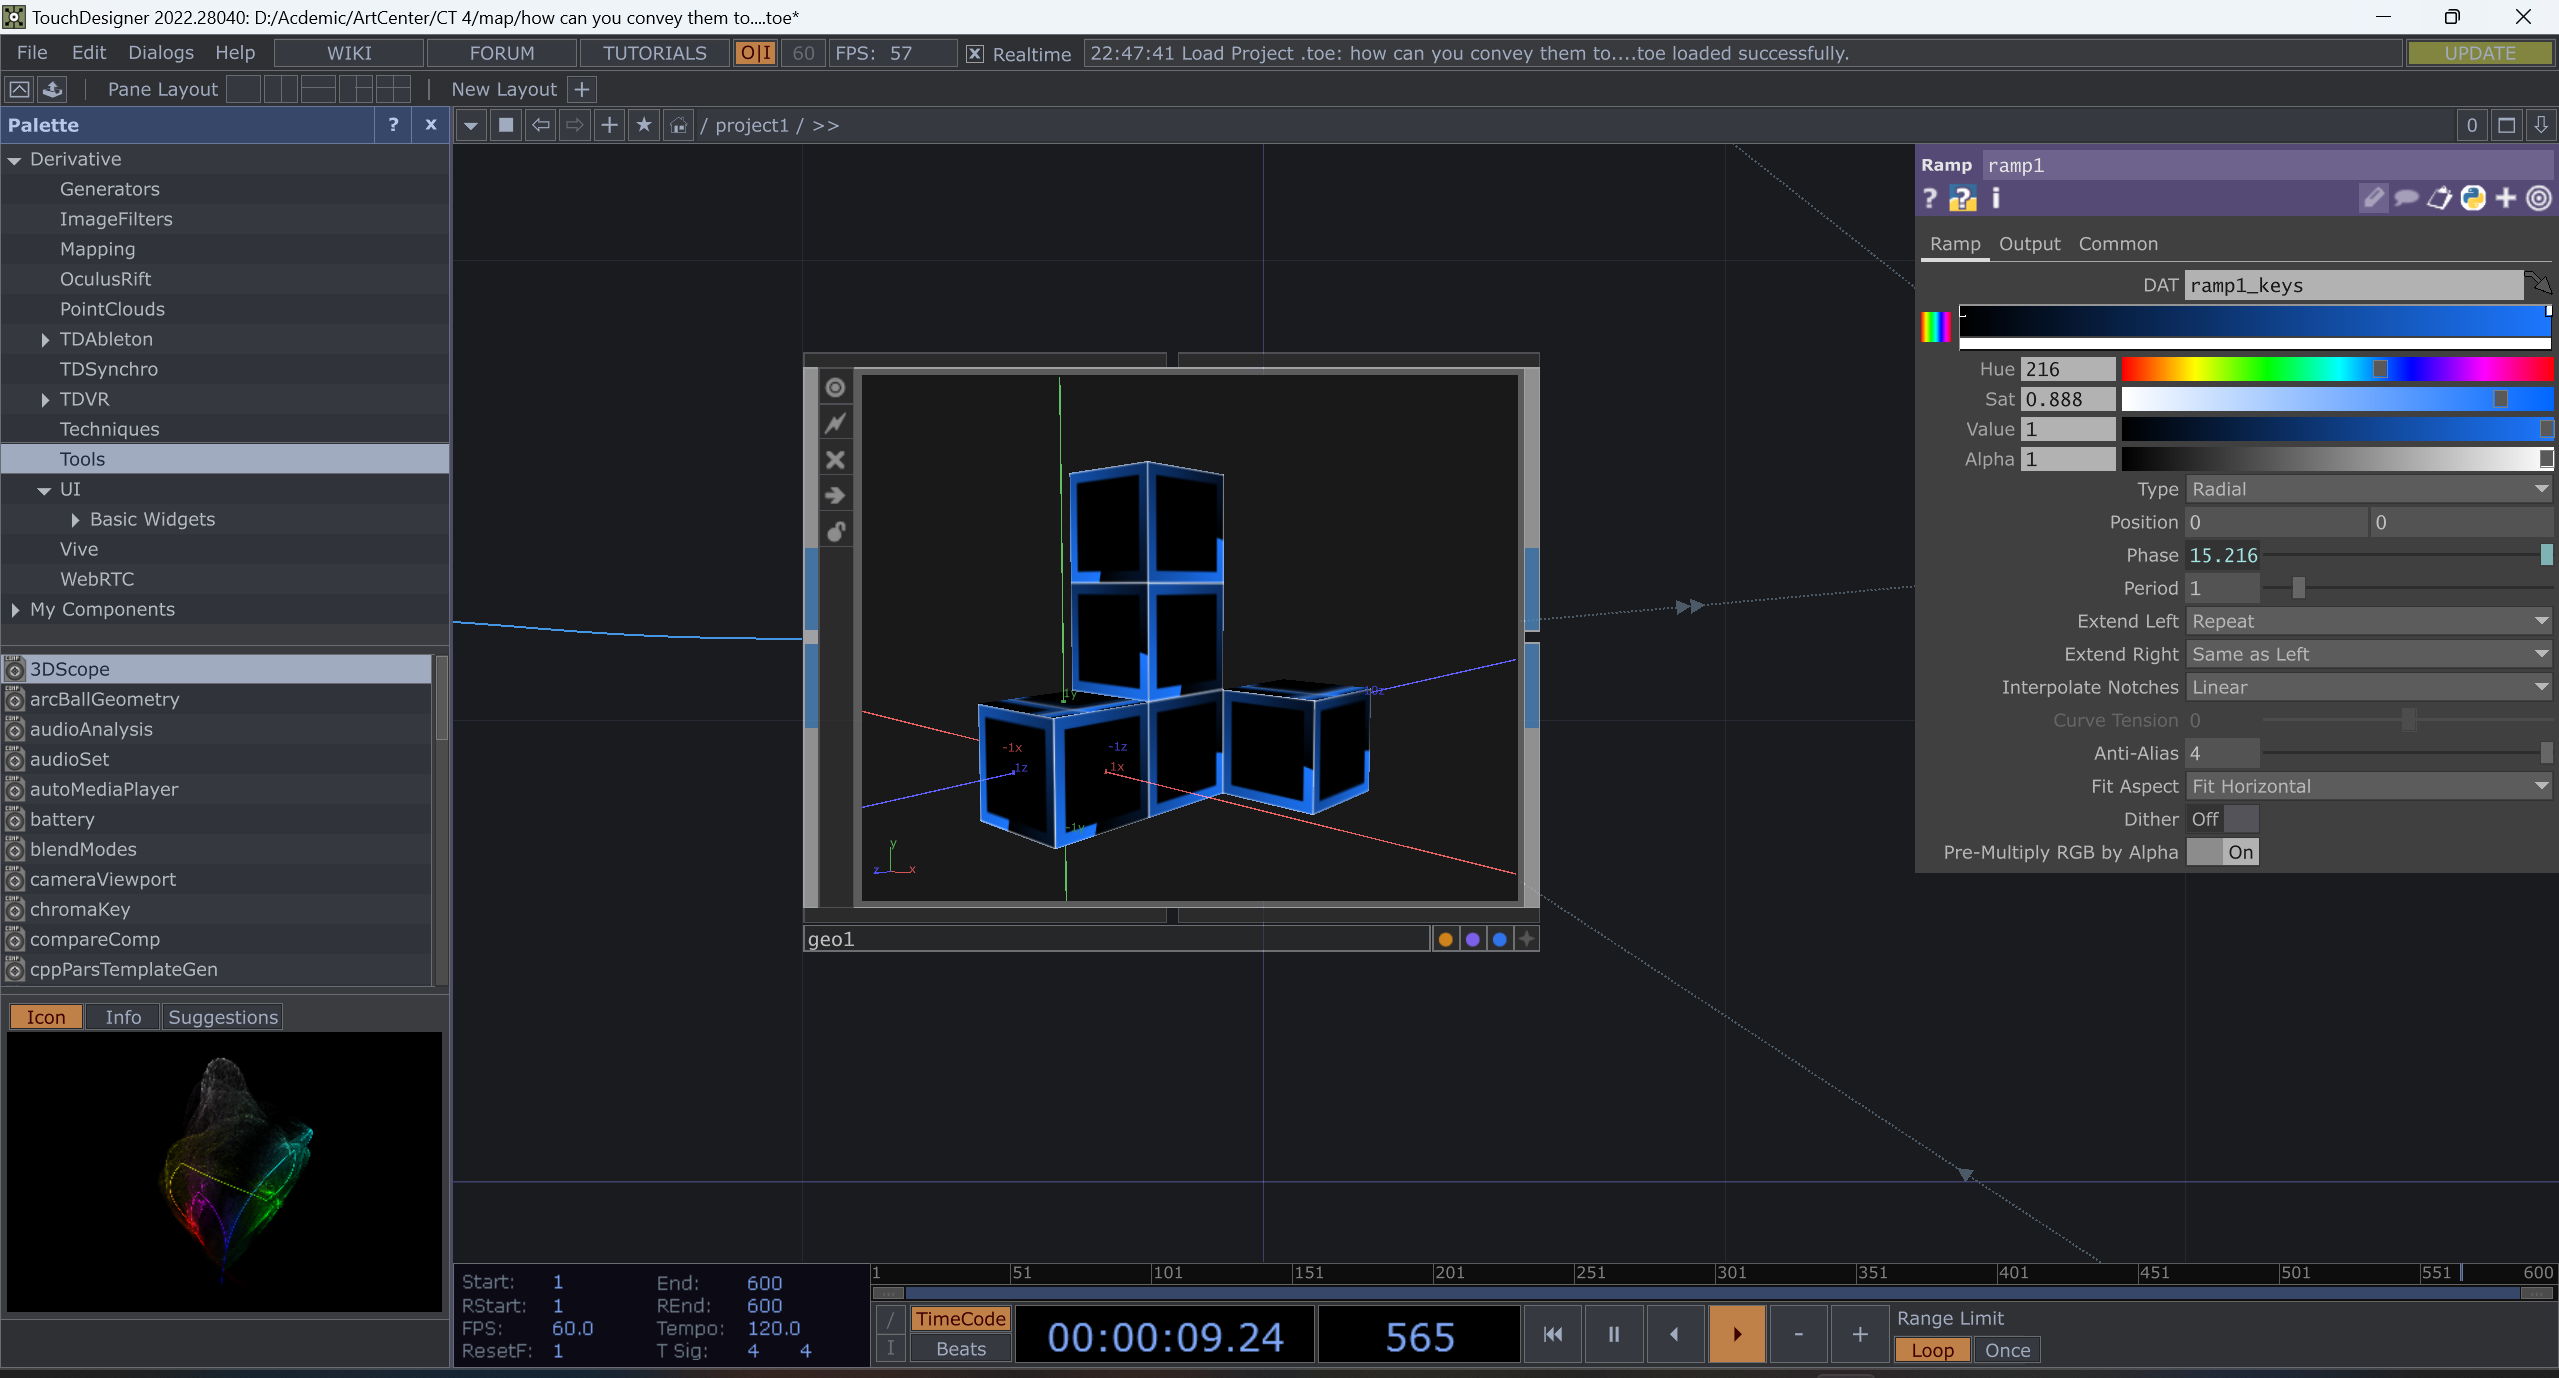 TouchDesigner 2022.28040: D:/Acdemic/ArtCenter/CT 4/map/how can you convey them to....toe*
File Edit Dialogs Help WIKI FORUM TUTORIALS O|I 60 FPS: 57 Realtime 22:47:41 Load Project .toe: how can you convey them to....toe loaded successfully. UPDATE
Pane Layout New Layout +
Palette ? x
/ project1 / >> 0
Derivative
Generators
ImageFilters
Mapping
OculusRift
PointClouds
TDAbleton
TDSynchro
TDVR
Techniques
Tools
UI
Basic Widgets
Vive
WebRTC
My Components
3DScope
arcBallGeometry
audioAnalysis
audioSet
autoMediaPlayer
battery
blendModes
cameraViewport
chromaKey
compareComp
cppParsTemplateGen
Icon Info Suggestions
1y
10z
-1x
1z
-1z
1x
-1y
y
z x
geo1
Ramp ramp1
? ? i
Ramp Output Common
DAT ramp1_keys
Hue 216
Sat 0.888
Value 1
Alpha 1
Type Radial
Position 0 0
Phase 15.216
Period 1
Extend Left Repeat
Extend Right Same as Left
Interpolate Notches Linear
Curve Tension 0
Anti-Alias 4
Fit Aspect Fit Horizontal
Dither Off
Pre-Multiply RGB by Alpha On
1 51 101 151 201 251 301 351 401 451 501 551 600
Start: 1 End: 600
RStart: 1 REnd: 600
FPS: 60.0 Tempo: 120.0
ResetF: 1 T Sig: 4 4
/ TimeCode
I Beats
00:00:09.24 565 - +
Range Limit
Loop Once